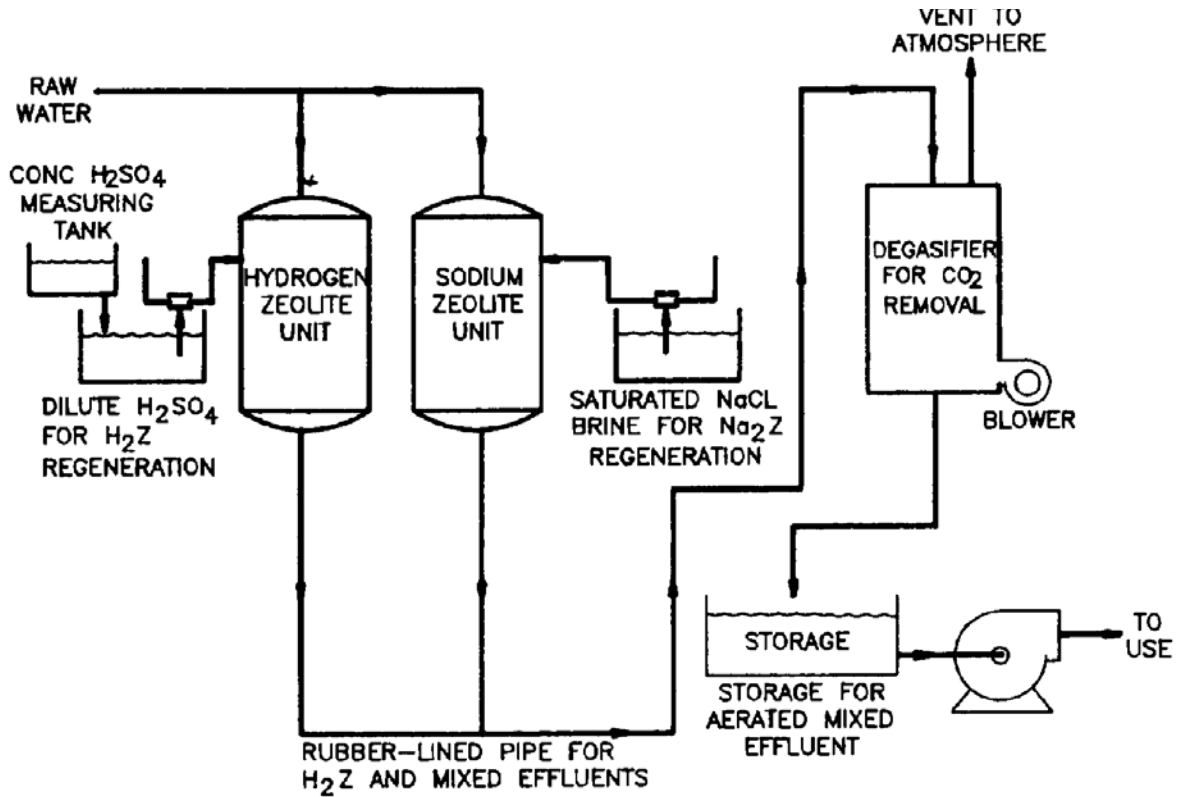 VENT TO
ATMOSPHERE
RAW
WATER
CONC H₂SO₄
MEASURING
TANK
HYDROGEN
ZEOLITE
UNIT
SODIUM
ZEOLITE
UNIT
DEGASIFIER
FOR CO₂
REMOVAL
DILUTE H₂SO₄
FOR H₂Z
REGENERATION
SATURATED NaCL
BRINE FOR Na₂Z
REGENERATION
BLOWER
STORAGE
TO
USE
STORAGE FOR
AERATED MIXED
EFFLUENT
RUBBER-LINED PIPE FOR
H₂Z AND MIXED EFFLUENTS